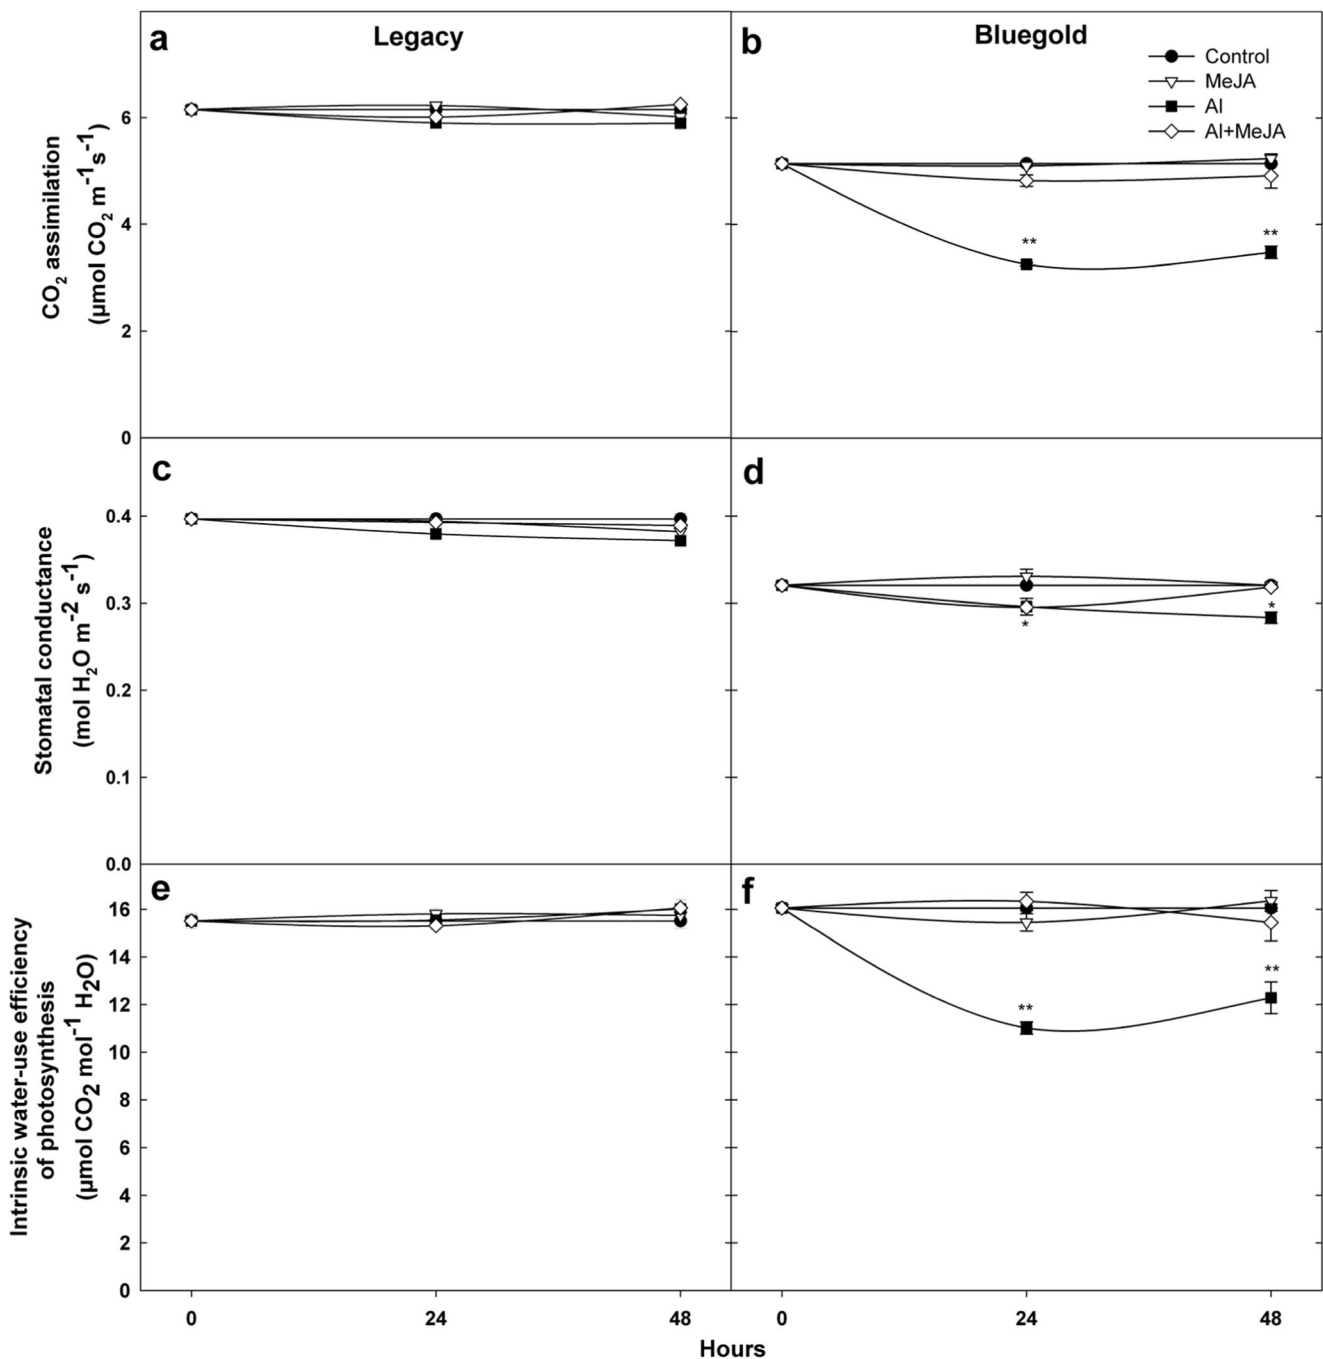 a
Legacy
b
Bluegold
Control
MeJA
Al
Al+MeJA
CO2 assimilation
(µmol CO2 m-1s-1)
6
4
2
0
**
**
c
d
Stomatal conductance
(mol H2O m-2 s-1)
0.4
0.3
0.2
0.1
0.0
*
*
e
f
Intrinsic water-use efficiency
of photosynthesis
(µmol CO2 mol-1 H2O)
16
14
12
10
8
6
4
2
0
**
**
0
24
48
0
24
48
Hours